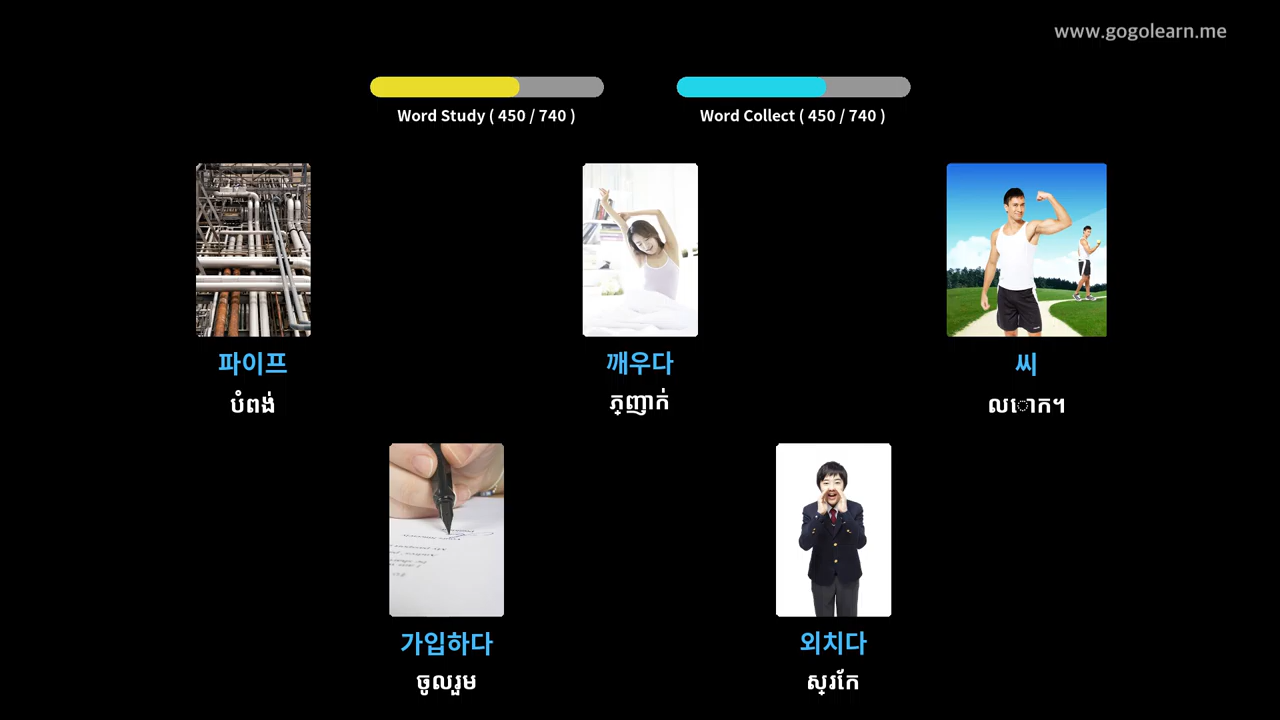 www.gogolearn.me
Word Study ( 450 / 740 )
Word Collect ( 450 / 740 )
파이프
បំពង់
깨우다
ភ្ញាក់
씨
លោក។
가입하다
ចូលរួម
외치다
ស្រែក